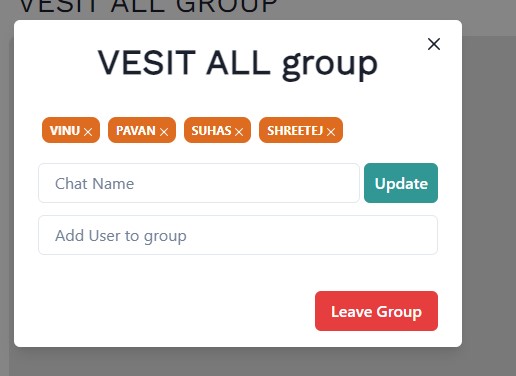 VESIT ALL GROUP
VESIT ALL group
VINU × PAVAN × SUHAS × SHREETEJ ×
Chat Name Update
Add User to group
Leave Group